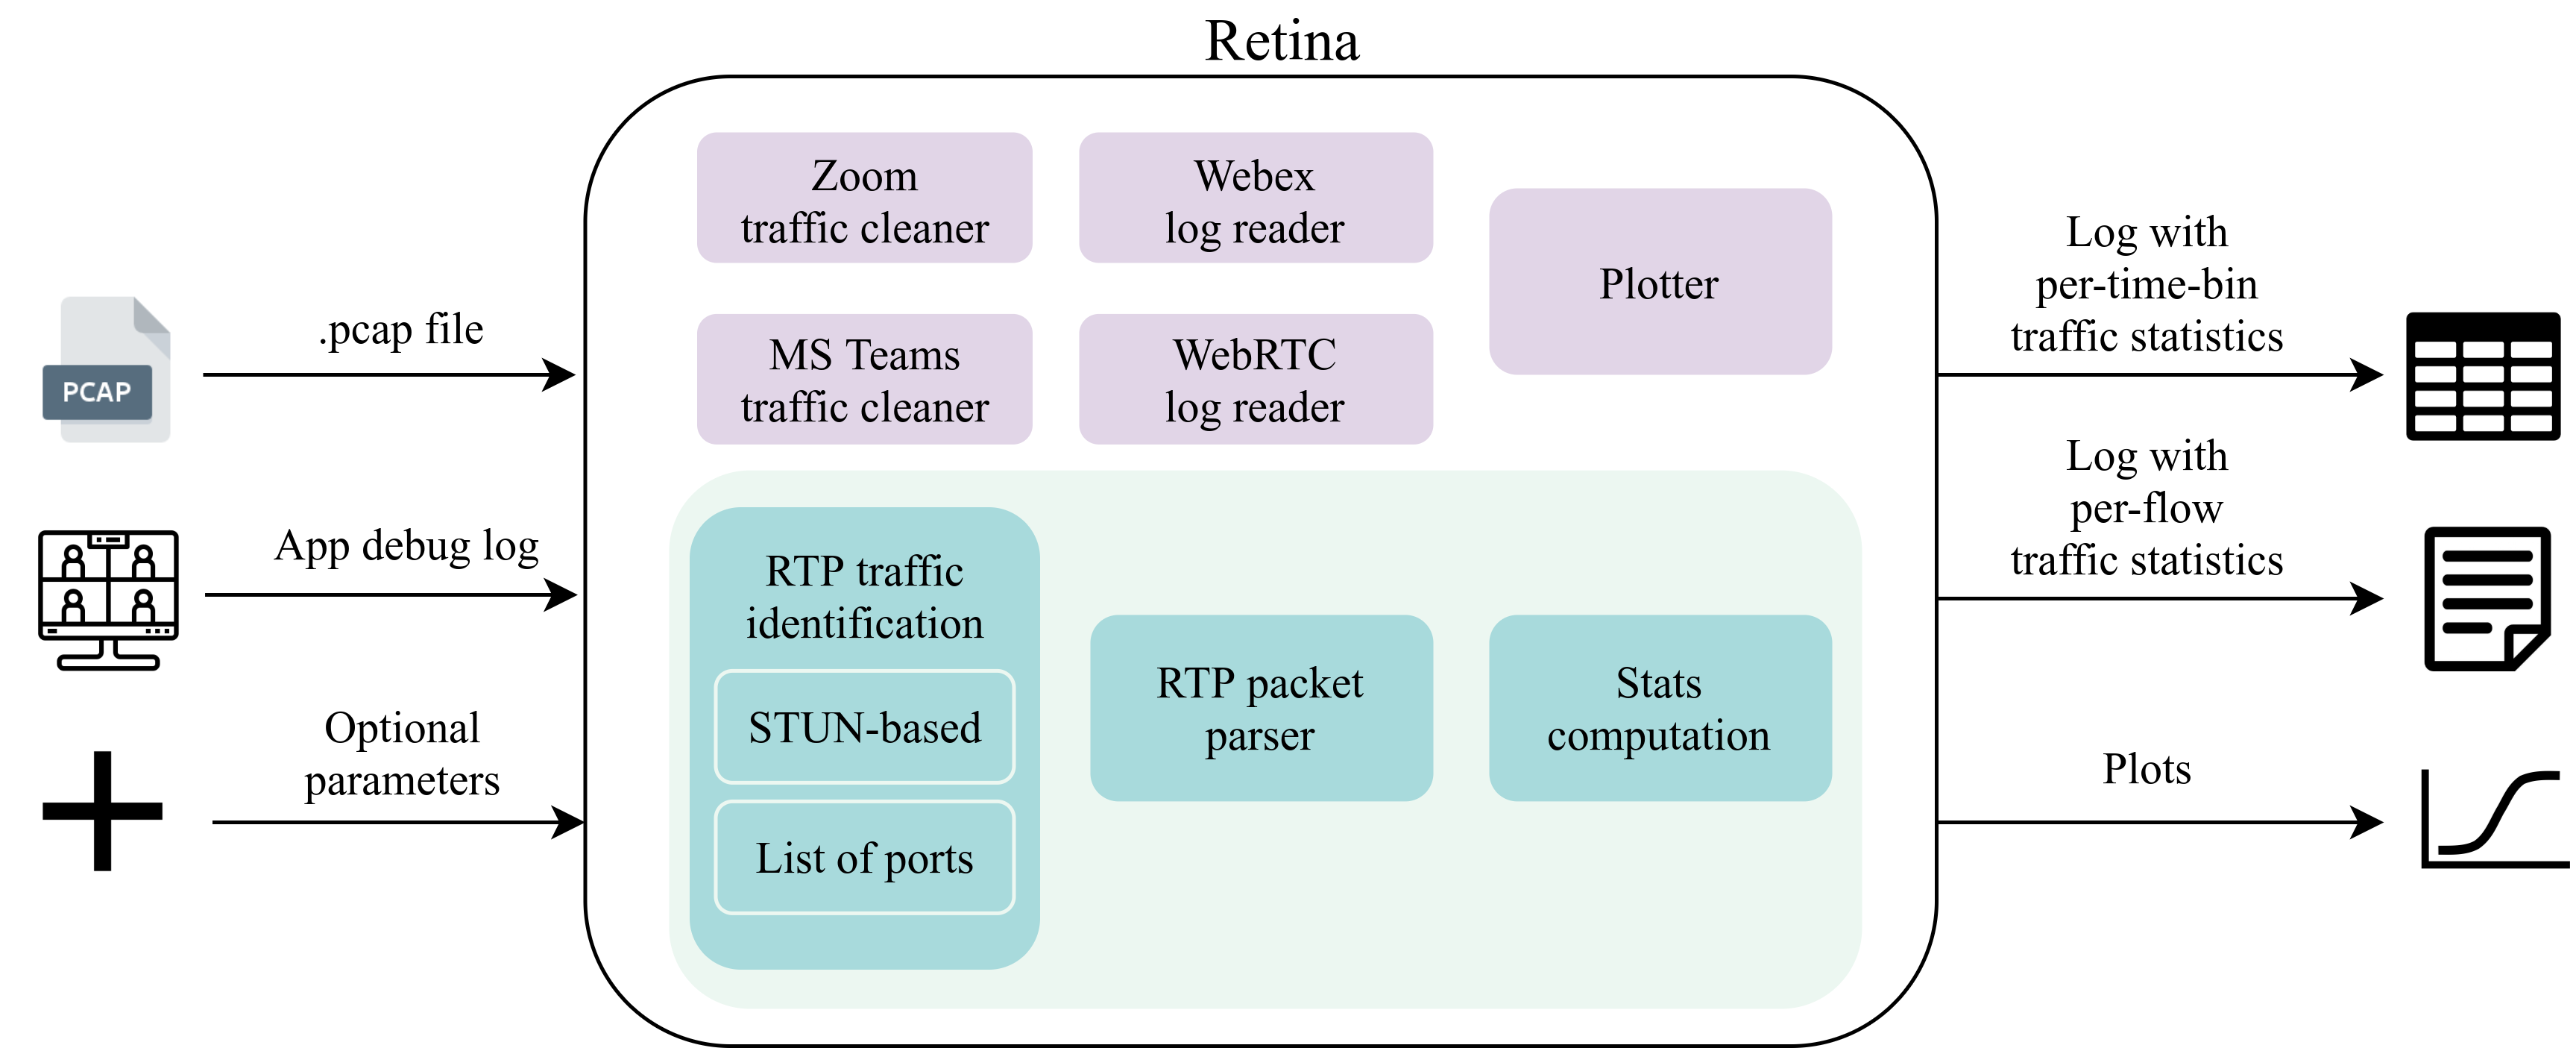 Retina
PCAP
.pcap file
App debug log
Optional
parameters
Zoom
traffic cleaner
Webex
log reader
Plotter
MS Teams
traffic cleaner
WebRTC
log reader
RTP traffic
identification
STUN-based
List of ports
RTP packet
parser
Stats
computation
Log with
per-time-bin
traffic statistics
Log with
per-flow
traffic statistics
Plots